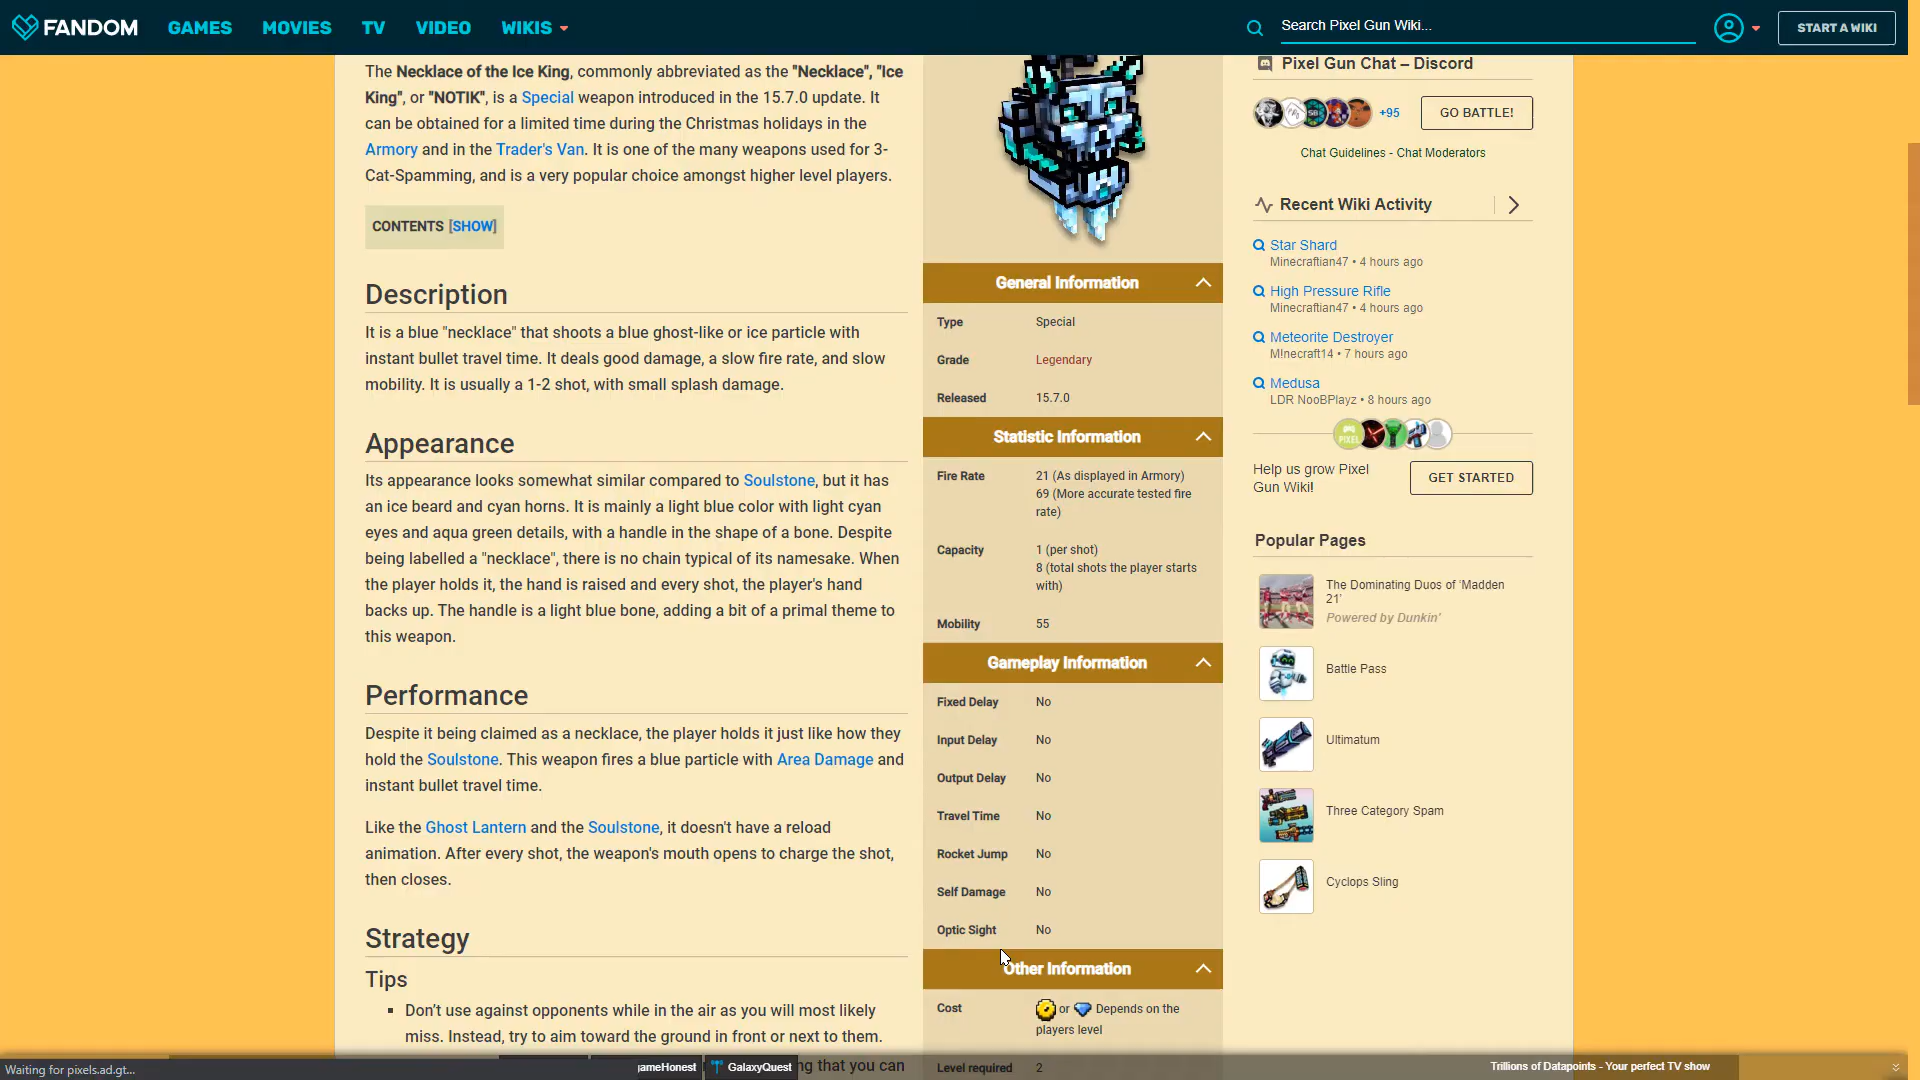 FANDOM GAMES MOVIES TV VIDEO WIKIS Search Pixel Gun Wiki... START A WIKI
The Necklace of the Ice King, commonly abbreviated as the "Necklace", "Ice
King", or "NOTIK", is a Special weapon introduced in the 15.7.0 update. It
can be obtained for a limited time during the Christmas holidays in the
Armory and in the Trader's Van. It is one of the many weapons used for 3-
Cat-Spamming, and is a very popular choice amongst higher level players.
CONTENTS [SHOW]
Description
It is a blue "necklace" that shoots a blue ghost-like or ice particle with
instant bullet travel time. It deals good damage, a slow fire rate, and slow
mobility. It is usually a 1-2 shot, with small splash damage.
Appearance
Its appearance looks somewhat similar compared to Soulstone, but it has
an ice beard and cyan horns. It is mainly a light blue color with light cyan
eyes and aqua green details, with a handle in the shape of a bone. Despite
being labelled a "necklace", there is no chain typical of its namesake. When
the player holds it, the hand is raised and every shot, the player's hand
backs up. The handle is a light blue bone, adding a bit of a primal theme to
this weapon.
Performance
Despite it being claimed as a necklace, the player holds it just like how they
hold the Soulstone. This weapon fires a blue particle with Area Damage and
instant bullet travel time.
Like the Ghost Lantern and the Soulstone, it doesn't have a reload
animation. After every shot, the weapon's mouth opens to charge the shot,
then closes.
Strategy
Tips
Don't use against opponents while in the air as you will most likely
miss. Instead, try to aim toward the ground in front or next to them.
ng that you can
General Information
Type Special
Grade Legendary
Released 15.7.0
Statistic Information
Fire Rate 21 (As displayed in Armory)
69 (More accurate tested fire
rate)
Capacity 1 (per shot)
8 (total shots the player starts
with)
Mobility 55
Gameplay Information
Fixed Delay No
Input Delay No
Output Delay No
Travel Time No
Rocket Jump No
Self Damage No
Optic Sight No
Other Information
Cost or Depends on the
players level
Level required 2
Pixel Gun Chat – Discord
+95 GO BATTLE!
Chat Guidelines - Chat Moderators
Recent Wiki Activity
Star Shard
Minecraftian47 • 4 hours ago
High Pressure Rifle
Minecraftian47 • 4 hours ago
Meteorite Destroyer
M!necraft14 • 7 hours ago
Medusa
LDR NooBPlayz • 8 hours ago
PIXEL
Help us grow Pixel
Gun Wiki!
GET STARTED
Popular Pages
The Dominating Duos of 'Madden
21'
Powered by Dunkin'
Battle Pass
Ultimatum
Three Category Spam
Cyclops Sling
Waiting for pixels.ad.gt...
gameHonest GalaxyQuest
Trillions of Datapoints - Your perfect TV show